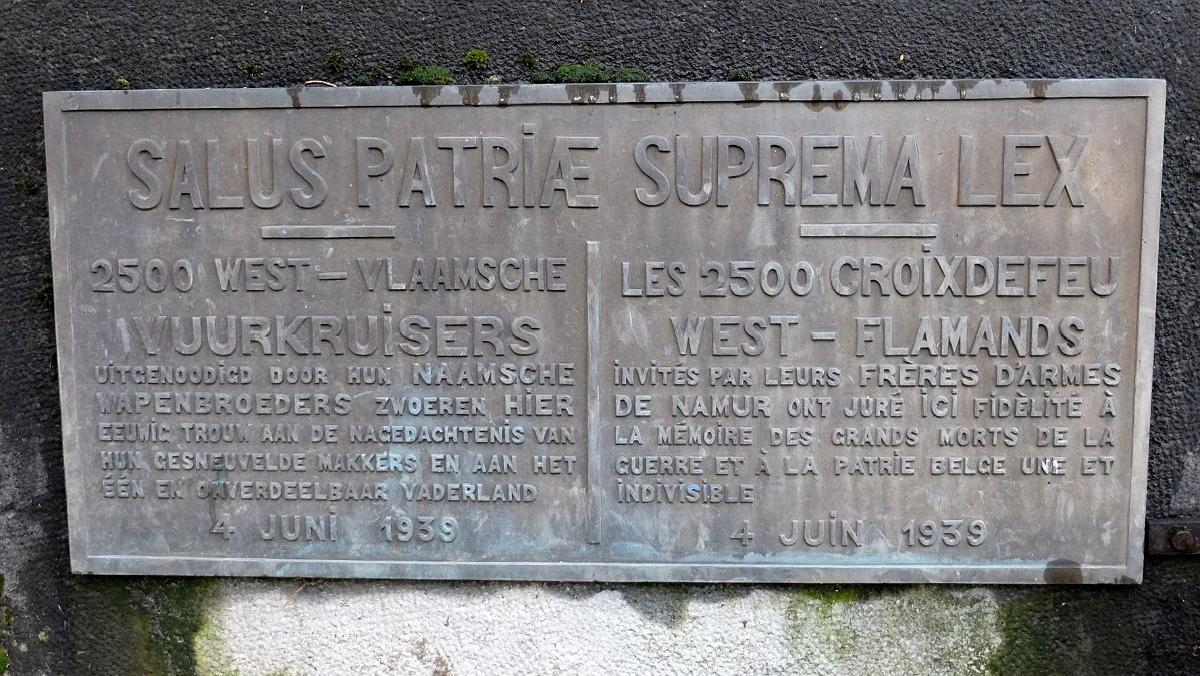 SALUS PATRIÆ SUPREMA LEX
2500 WEST-VLAAMSCHE
VUURKRUISERS
UITGENOODIGD DOOR HUN NAAMSCHE
WAPENBROEDERS ZWOEREN HIER
EEUWIG TROUW AAN DE NAGEDACHTENIS VAN
HUN GESNEUVELDE MAKKERS EN AAN HET
ÉÉN EN ONVERDEELBAAR VADERLAND
4 JUNI 1939
LES 2500 CROIXDEFEU
WEST-FLAMANDS
INVITÉS PAR LEURS FRÈRES D'ARMES
DE NAMUR ONT JURÉ ICI FIDÈLITÉ À
LA MÉMOIRE DES GRANDS MORTS DE LA
GUERRE ET À LA PATRIE BELGE UNE ET
INDIVISIBLE
4 JUIN 1939